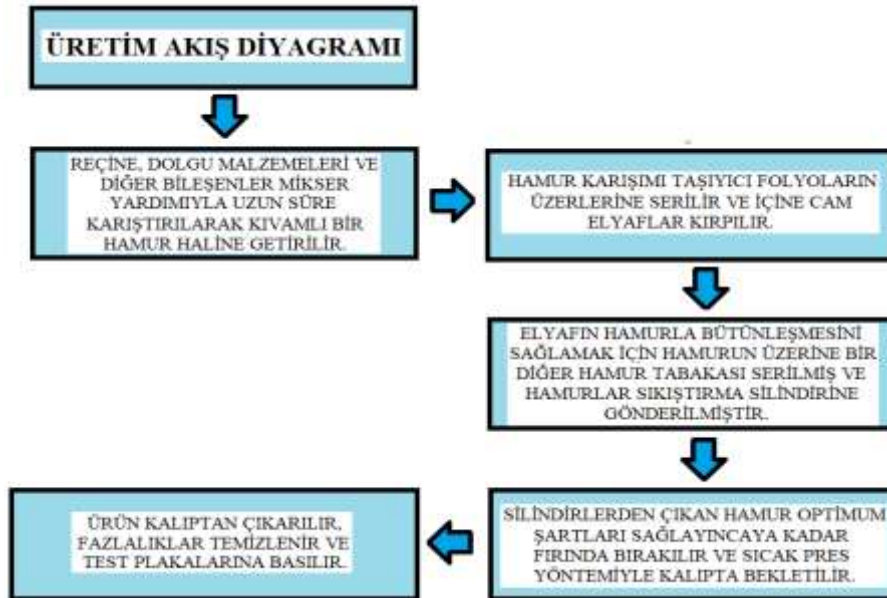 ÜRETİM AKIŞ DİYAGRAMI
REÇİNE, DOLGU MALZEMELERİ VE
DİĞER BİLEŞENLER MİKSER
YARDIMIYLA UZUN SÜRE
KARIŞTIRILARAK KIVAMLI BİR
HAMUR HALİNE GETİRİLİR.
HAMUR KARIŞIMI TAŞIYICI FOLYOLARIN
ÜZERLERİNE SERİLİR VE İÇİNE CAM
ELYAFLAR KIRPILIR.
ELYAFIN HAMURLA BÜTÜNLEŞMESİNİ
SAĞLAMAK İÇİN HAMURUN ÜZERİNE BİR
DİĞER HAMUR TABAKASI SERİLMİŞ VE
HAMURLAR SIKIŞTIRMA SİLİNDİRİNE
GÖNDERİLMİŞTİR.
SİLİNDİRLERDEN ÇIKAN HAMUR OPTİMUM
ŞARTLARI SAĞLAYINCAYA KADAR
FIRINDA BIRAKILIR VE SICAK PRES
YÖNTEMİYLE KALIPTA BEKLETİLİR.
ÜRÜN KALIPTAN ÇIKARILIR,
FAZLALIKLAR TEMİZLENİR VE
TEST PLAKALARINA BASILIR.